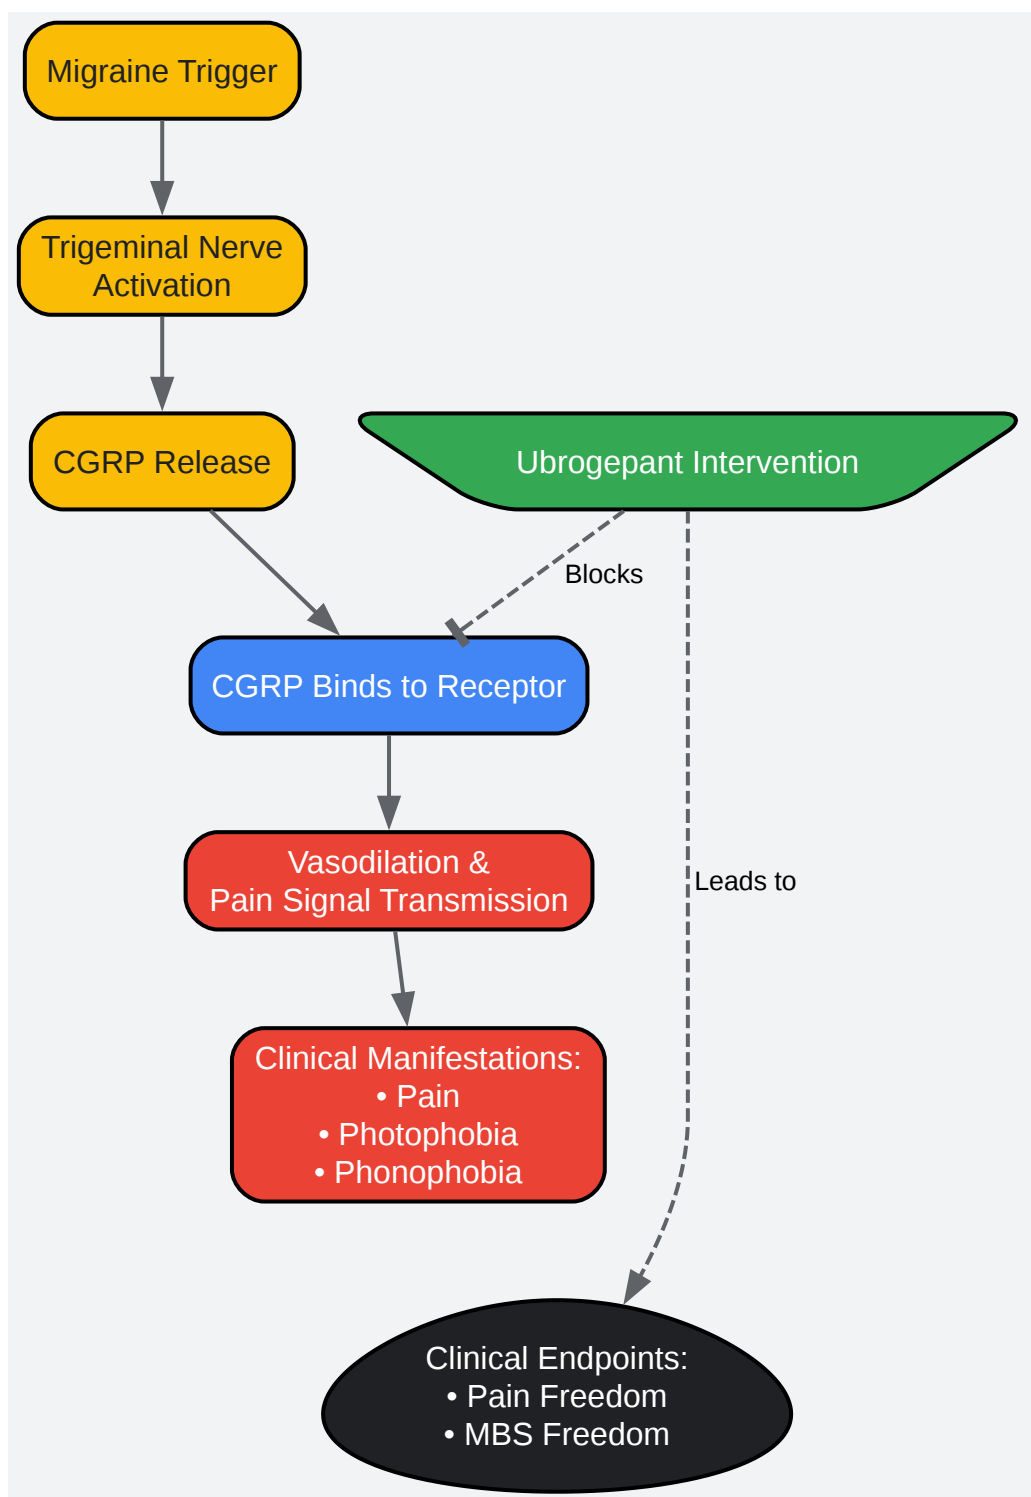 Migraine Trigger
Trigeminal Nerve
Activation
CGRP Release
Ubrogepant Intervention
Blocks
CGRP Binds to Receptor
Vasodilation &
Pain Signal Transmission
Leads to
Clinical Manifestations:
• Pain
• Photophobia
• Phonophobia
Clinical Endpoints:
• Pain Freedom
• MBS Freedom